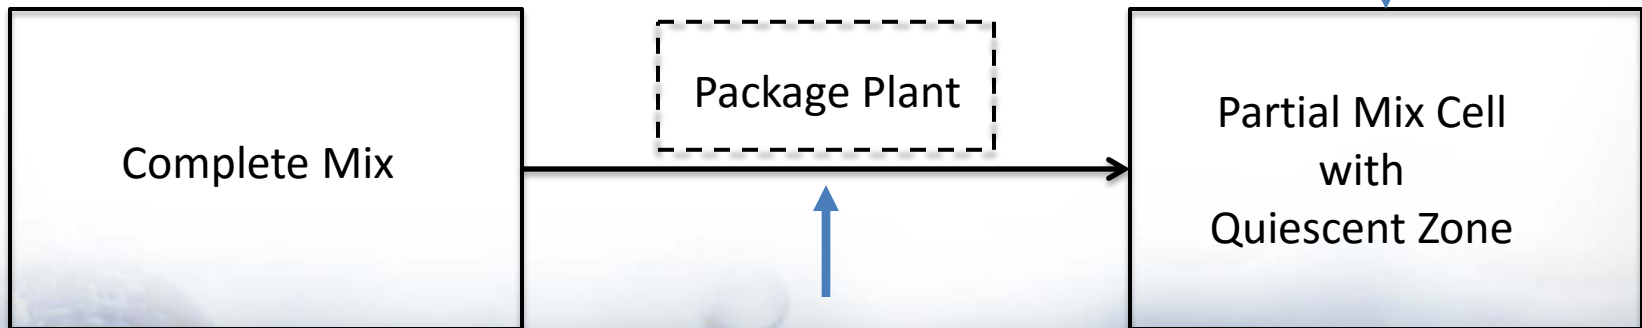 Complete Mix
Package Plant
Partial Mix Cell
with
Quiescent Zone